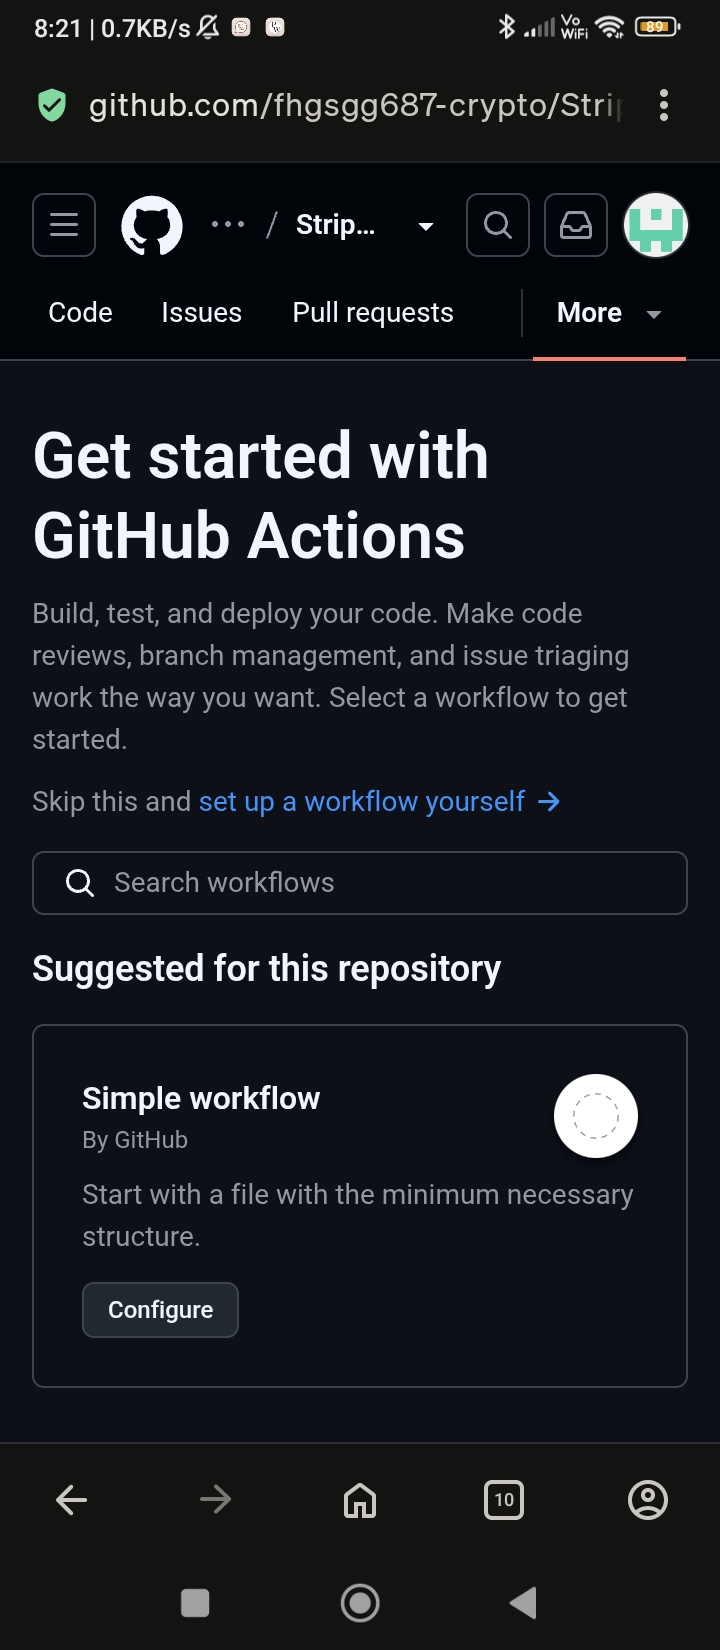 8:21 | 0.7KB/s
Vo
WiFi
89
github.com/fhgsgg687-crypto/Strip
... / Strip...
Code Issues Pull requests More
Get started with
GitHub Actions
Build, test, and deploy your code. Make code
reviews, branch management, and issue triaging
work the way you want. Select a workflow to get
started.
Skip this and set up a workflow yourself →
Search workflows
Suggested for this repository
Simple workflow
By GitHub
Start with a file with the minimum necessary
structure.
Configure
10